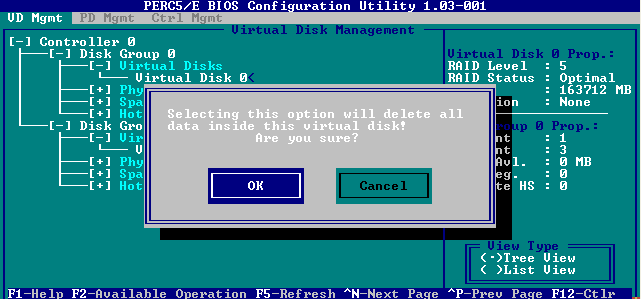 PERC5/E BIOS Configuration Utility 1.03-001
VD Mgmt PD Mgmt Ctrl Mgmt
Virtual Disk Management
[-] Controller 0
[-] Disk Group 0
[-] Virtual Disks
Virtual Disk 0<
[+] Phy
[+] Spa
[+] Hot
[-] Disk Gro
[-] Vir
V
[+] Phy
[+] Spa
[+] Hot
Virtual Disk 0 Prop.:
RAID Level : 5
RAID Status : Optimal
: 163712 MB
ion : None
roup 0 Prop.:
nt : 1
nt : 3
Avl. : 0 MB
eg. : 0
te HS : 0
Selecting this option will delete all
data inside this virtual disk!
Are you sure?
OK Cancel
View Type
(·)Tree View
( )List View
F1-Help F2-Available Operation F5-Refresh ^N-Next Page ^P-Prev Page F12-Ctlr